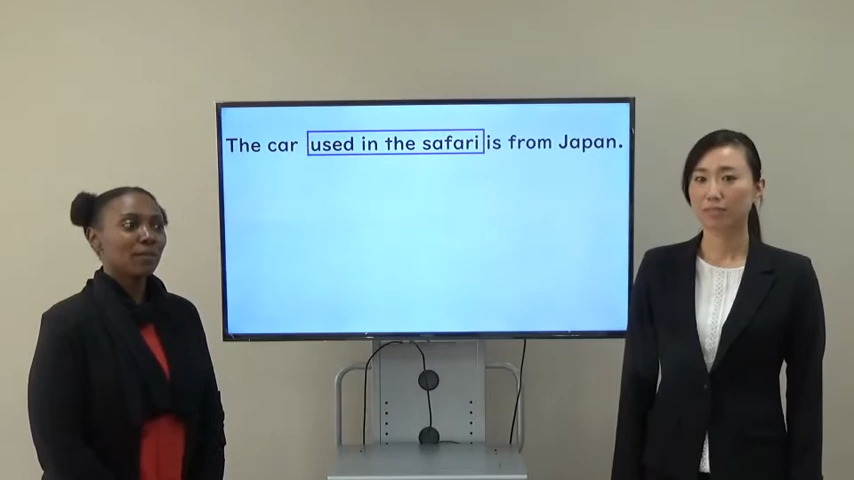 The car used in the safari is from Japan.